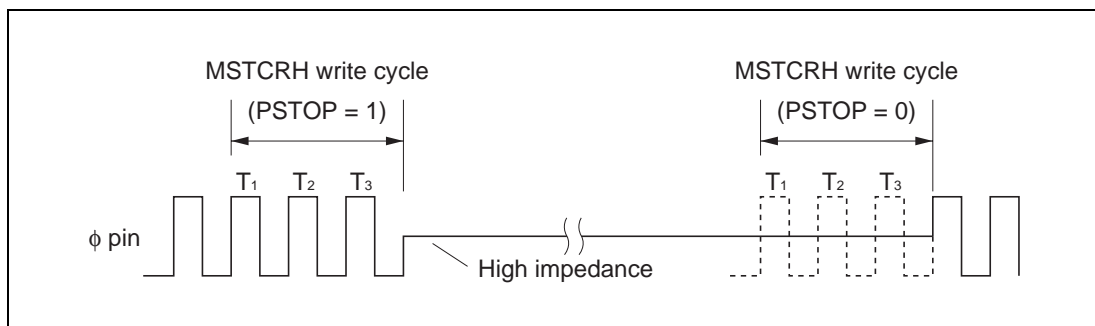 MSTCRH write cycle
(PSTOP = 1)
MSTCRH write cycle
(PSTOP = 0)
T₁ T₂ T₃
T₁ T₂ T₃
φ pin
High impedance